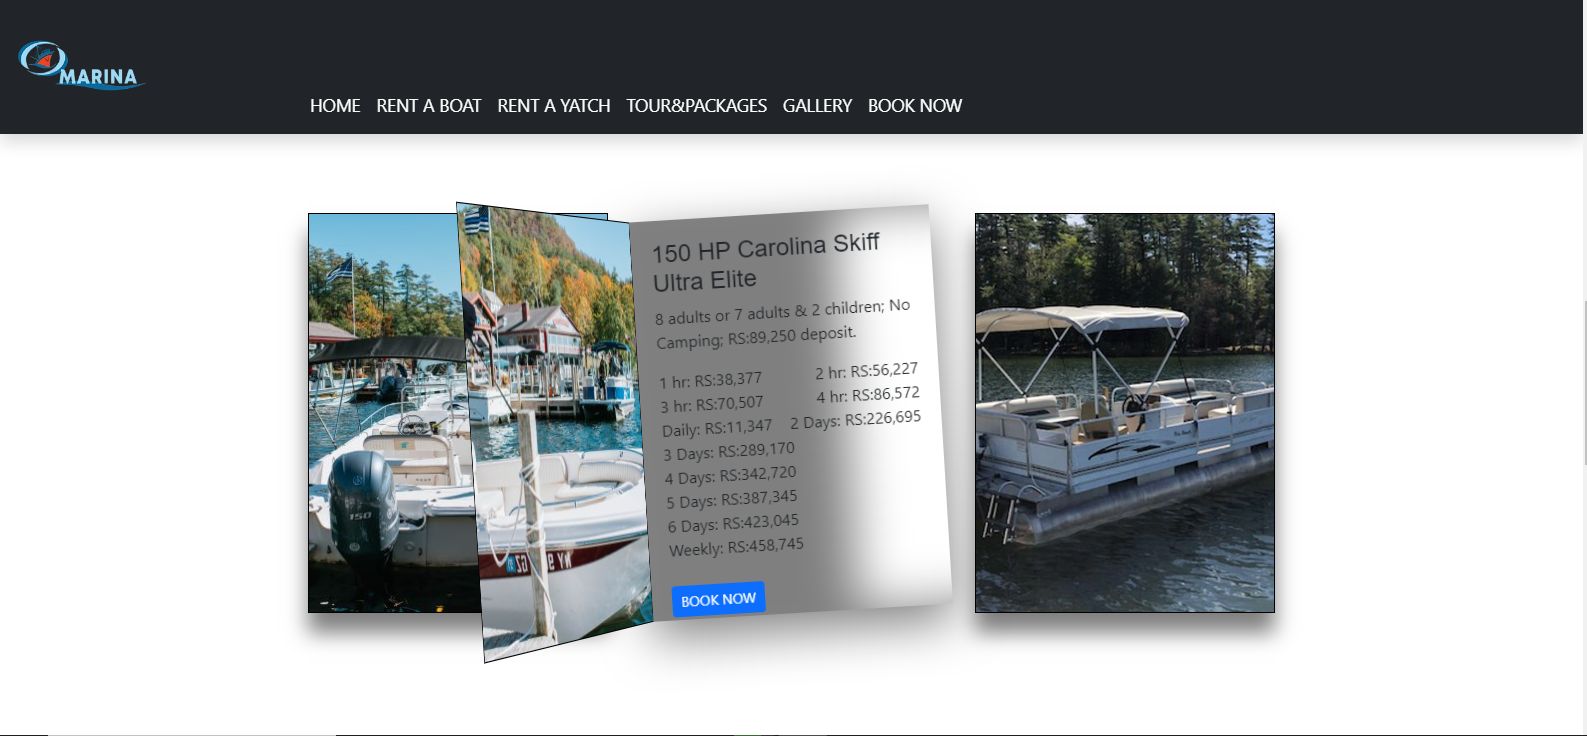 MARINA
HOME RENT A BOAT RENT A YATCH TOUR&PACKAGES GALLERY BOOK NOW
150 HP Carolina Skiff
Ultra Elite
8 adults or 7 adults & 2 children; No
Camping; RS:89,250 deposit.
1 hr: RS:38,377 2 hr: RS:56,227
3 hr: RS:70,507 4 hr: RS:86,572
Daily: RS:11,347 2 Days: RS:226,695
3 Days: RS:289,170
4 Days: RS:342,720
5 Days: RS:387,345
6 Days: RS:423,045
Weekly: RS:458,745
BOOK NOW
150